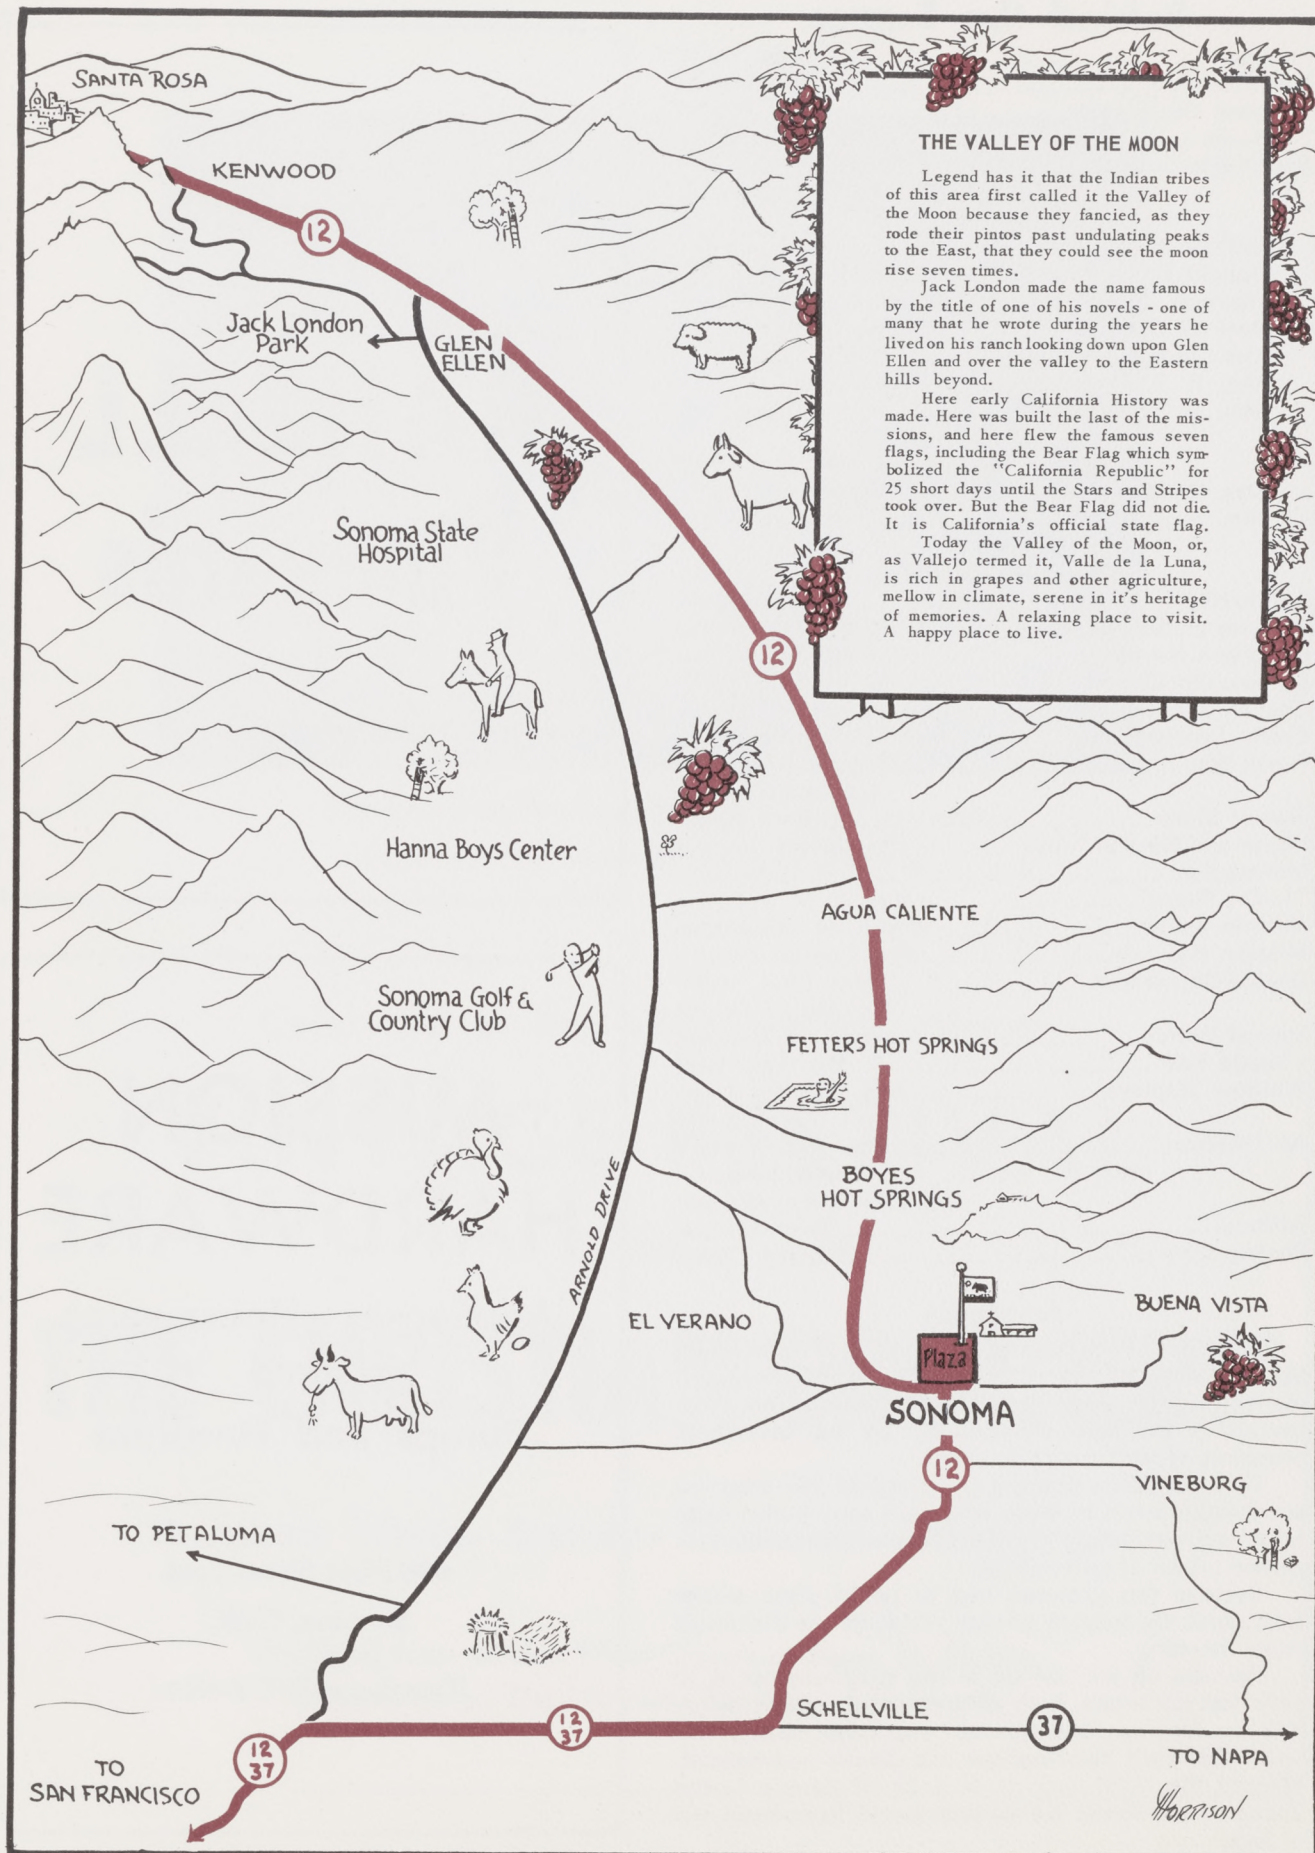 SANTA ROSA
KENWOOD
12
Jack London
Park
GLEN
ELLEN
THE VALLEY OF THE MOON
Legend has it that the Indian tribes
of this area first called it the Valley of
the Moon because they fancied, as they
rode their pintos past undulating peaks
to the East, that they could see the moon
rise seven times.
Jack London made the name famous
by the title of one of his novels - one of
many that he wrote during the years he
lived on his ranch looking down upon Glen
Ellen and over the valley to the Eastern
hills beyond.
Here early California History was
made. Here was built the last of the mis-
sions, and here flew the famous seven
flags, including the Bear Flag which sym-
bolized the "California Republic" for
25 short days until the Stars and Stripes
took over. But the Bear Flag did not die.
It is California's official state flag.
Today the Valley of the Moon, or,
as Vallejo termed it, Valle de la Luna,
is rich in grapes and other agriculture,
mellow in climate, serene in it's heritage
of memories. A relaxing place to visit.
A happy place to live.
Sonoma State
Hospital
12
Hanna Boys Center
AGUA CALIENTE
Sonoma Golf &
Country Club
FETTERS HOT SPRINGS
BOYES
HOT SPRINGS
ARNOLD DRIVE
EL VERANO
BUENA VISTA
Plaza
SONOMA
12
VINEBURG
TO PETALUMA
SCHELLVILLE
12
37
37
12
37
TO NAPA
TO
SAN FRANCISCO
HORRISON